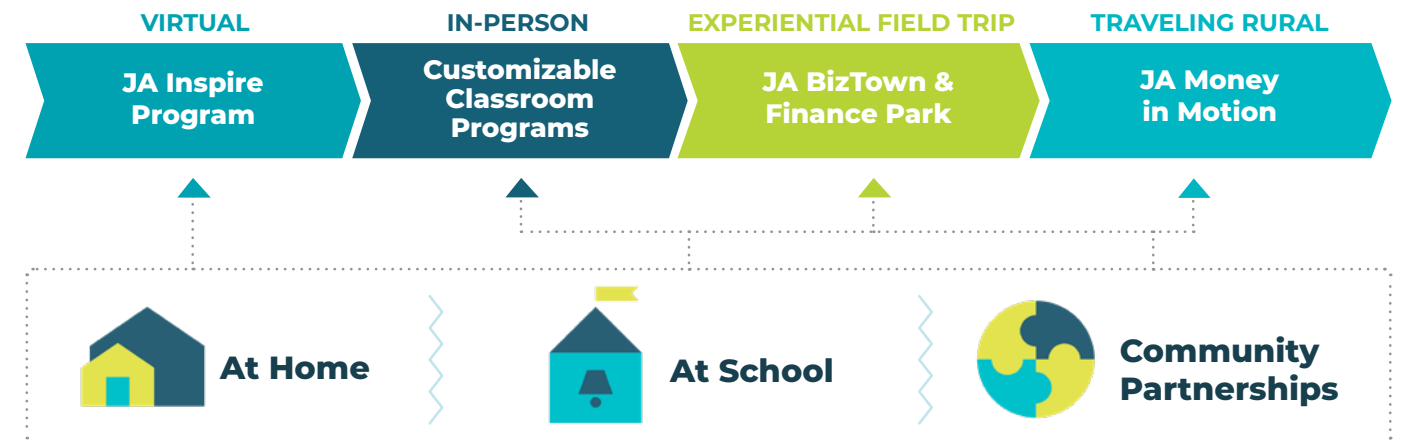 VIRTUAL
IN-PERSON
EXPERIENTIAL FIELD TRIP
TRAVELING RURAL
JA Inspire
Program
Customizable
Classroom
Programs
JA BizTown &
Finance Park
JA Money
in Motion
At Home
At School
Community
Partnerships